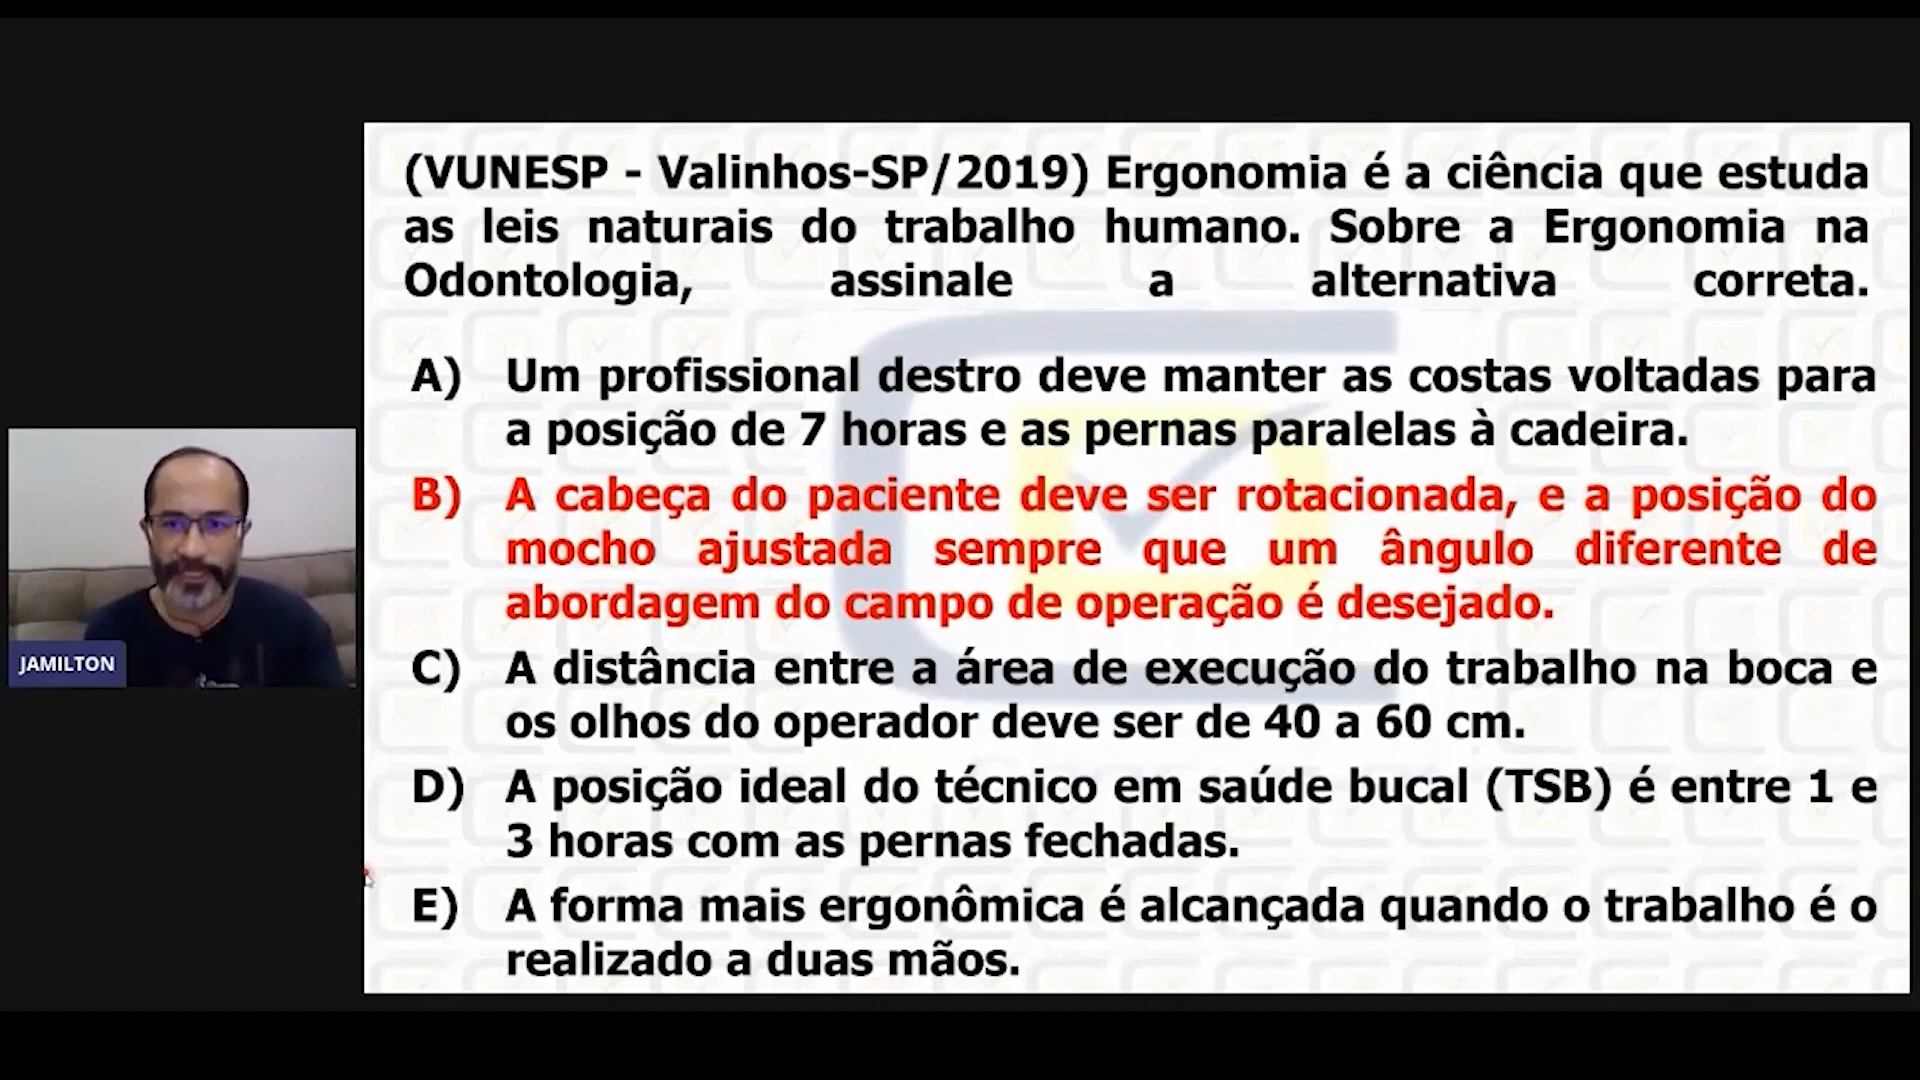 (VUNESP - Valinhos-SP/2019) Ergonomia é a ciência que estuda
as leis naturais do trabalho humano. Sobre a Ergonomia na
Odontologia, assinale a alternativa correta.
A) Um profissional destro deve manter as costas voltadas para
a posição de 7 horas e as pernas paralelas à cadeira.
B) A cabeça do paciente deve ser rotacionada, e a posição do
mocho ajustada sempre que um ângulo diferente de
abordagem do campo de operação é desejado.
C) A distância entre a área de execução do trabalho na boca e
os olhos do operador deve ser de 40 a 60 cm.
D) A posição ideal do técnico em saúde bucal (TSB) é entre 1 e
3 horas com as pernas fechadas.
E) A forma mais ergonômica é alcançada quando o trabalho é o
realizado a duas mãos.
JAMILTON